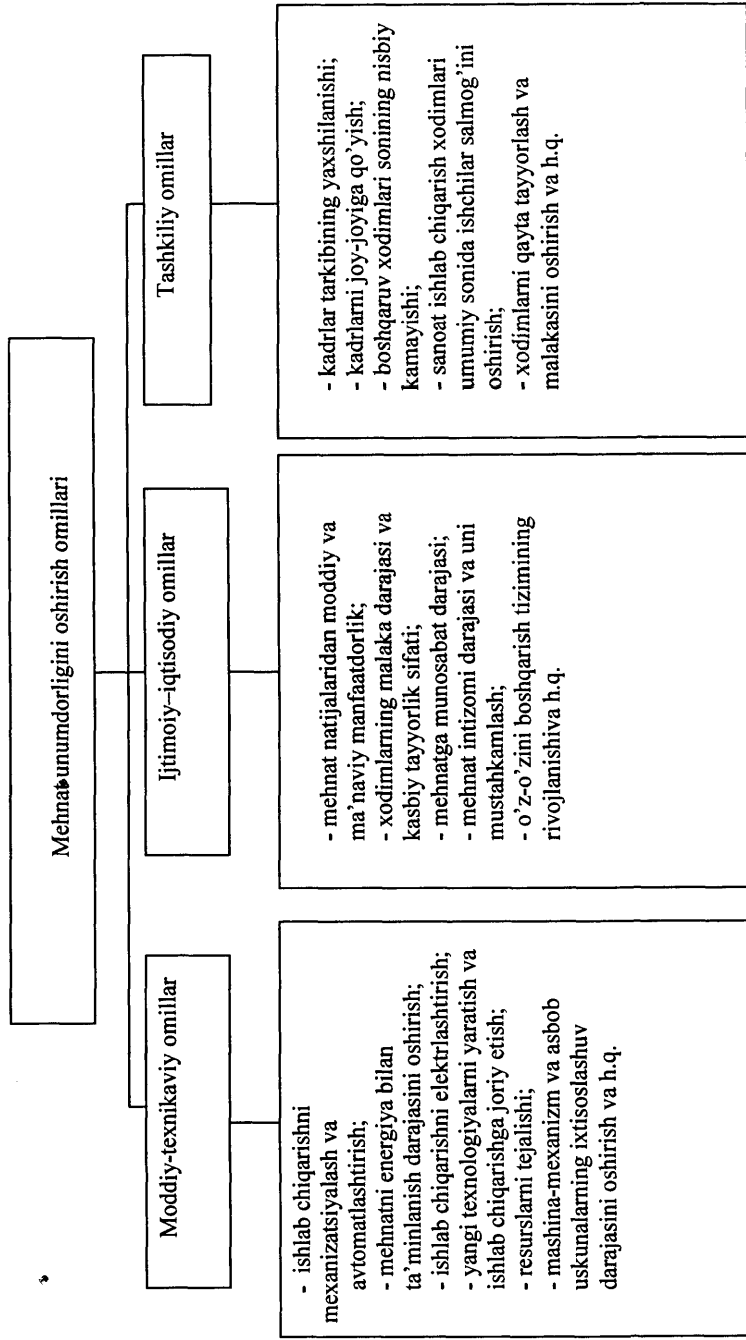 Mehnat unumdorligini oshirish omillari
Moddiy-texnikaviy omillar
- ishlab chiqarishni
mexanizatsiyalash va
avtomatlashtirish;
- mehnatni energiya bilan
ta'minlanish darajasini oshirish;
- ishlab chiqarishni elektrlashtirish;
- yangi texnologiyalarni yaratish va
ishlab chiqarishga joriy etish;
- resurslarni tejalishi;
- mashina-mexanizm va asbob
uskunalarning ixtisoslashuv
darajasini oshirish va h.q.
Ijtimoiy–iqtisodiy omillar
- mehnat natijalaridan moddiy va
ma'naviy manfaatdorlik;
- xodimlarning malaka darajasi va
kasbiy tayyorlik sifati;
- mehnatga munosabat darajasi;
- mehnat intizomi darajasi va uni
mustahkamlash;
- o'z-o'zini boshqarish tizimining
rivojlanishiva h.q.
Tashkiliy omillar
- kadrlar tarkibining yaxshilanishi;
- kadrlarni joy-joyiga qo'yish;
- boshqaruv xodimlari sonining nisbiy
kamayishi;
- sanoat ishlab chiqarish xodimlari
umumiy sonida ishchilar salmog'ini
oshirish;
- xodimlarni qayta tayyorlash va
malakasini oshirish va h.q.